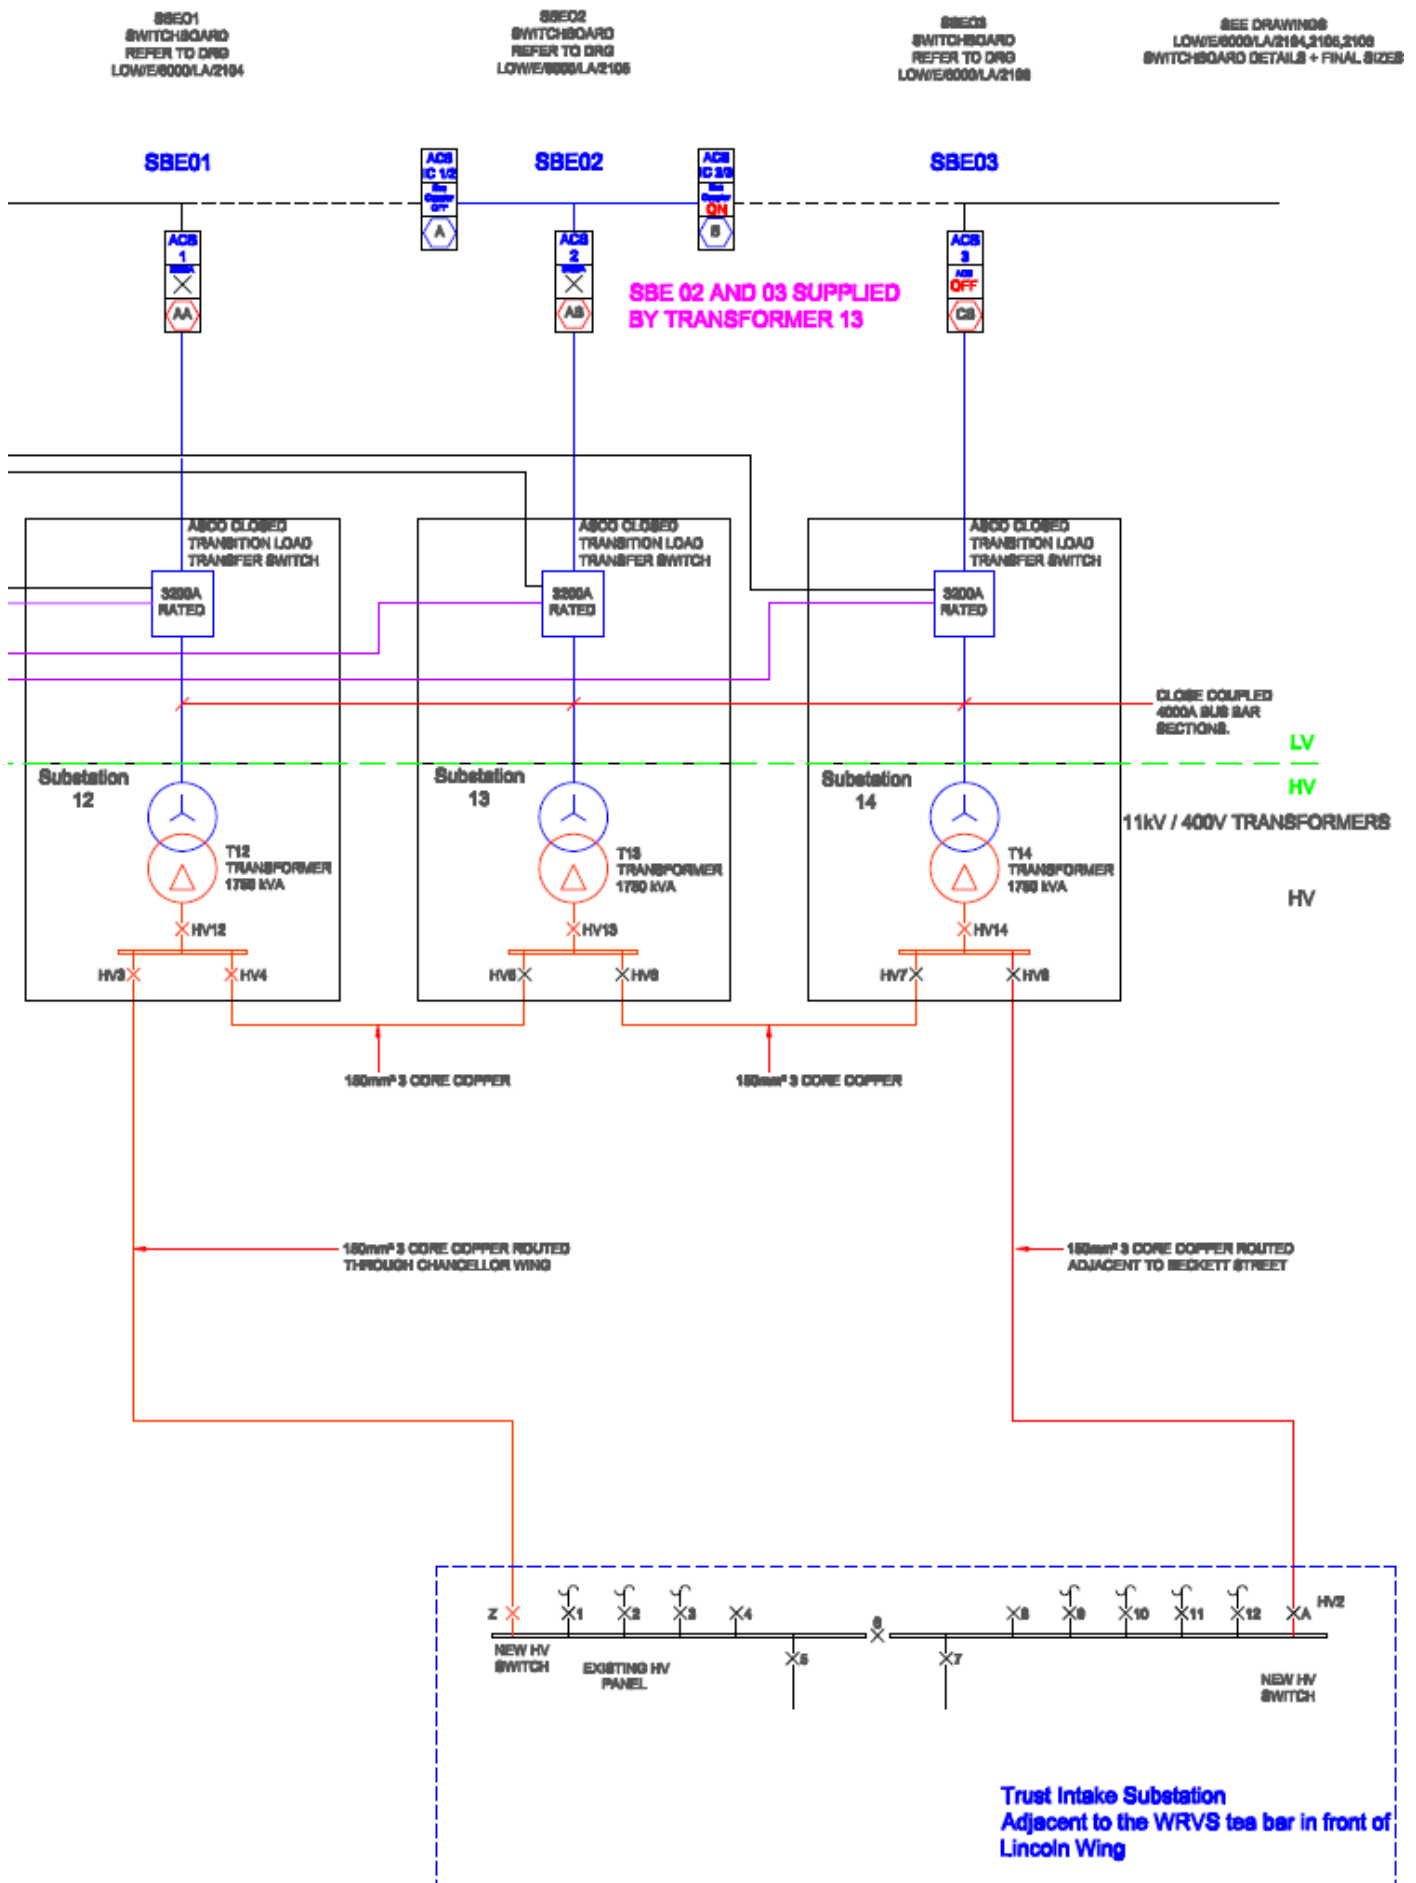 SBE01
SWITCHBOARD
REFER TO DRG
LOW/E/6000/LA/2104
SBE02
SWITCHBOARD
REFER TO DRG
LOW/E/6000/LA/2105
SBE03
SWITCHBOARD
REFER TO DRG
LOW/E/6000/LA/2106
SEE DRAWINGS
LOW/E/6000/LA/2104,2105,2106
SWITCHBOARD DETAILS + FINAL SIZES
SBE01
ACB
IC 1/2
Bus
Coupler
OFF
A
SBE02
ACB
IC 2/3
Bus
Coupler
ON
B
SBE03
ACB
1
AA
ACB
2
AB
ACB
3
ACB
OFF
CB
SBE 02 AND 03 SUPPLIED
BY TRANSFORMER 13
ASCO CLOSED
TRANSITION LOAD
TRANSFER SWITCH
3200A
RATED
ASCO CLOSED
TRANSITION LOAD
TRANSFER SWITCH
3200A
RATED
ASCO CLOSED
TRANSITION LOAD
TRANSFER SWITCH
3200A
RATED
CLOSE COUPLED
4000A BUS BAR
SECTIONS.
LV
HV
11kV / 400V TRANSFORMERS
HV
Substation
12
T12
TRANSFORMER
1750 kVA
HV12
HV3
HV4
Substation
13
T13
TRANSFORMER
1750 kVA
HV13
HV5
HV6
Substation
14
T14
TRANSFORMER
1750 kVA
HV14
HV7
HV8
150mm² 3 CORE COPPER
150mm² 3 CORE COPPER
150mm² 3 CORE COPPER ROUTED
THROUGH CHANCELLOR WING
150mm² 3 CORE COPPER ROUTED
ADJACENT TO BECKETT STREET
Z
1
2
3
4
5
6
7
8
9
10
11
12
A
HV2
NEW HV
SWITCH
EXISTING HV
PANEL
NEW HV
SWITCH
Trust Intake Substation
Adjacent to the WRVS tea bar in front of
Lincoln Wing